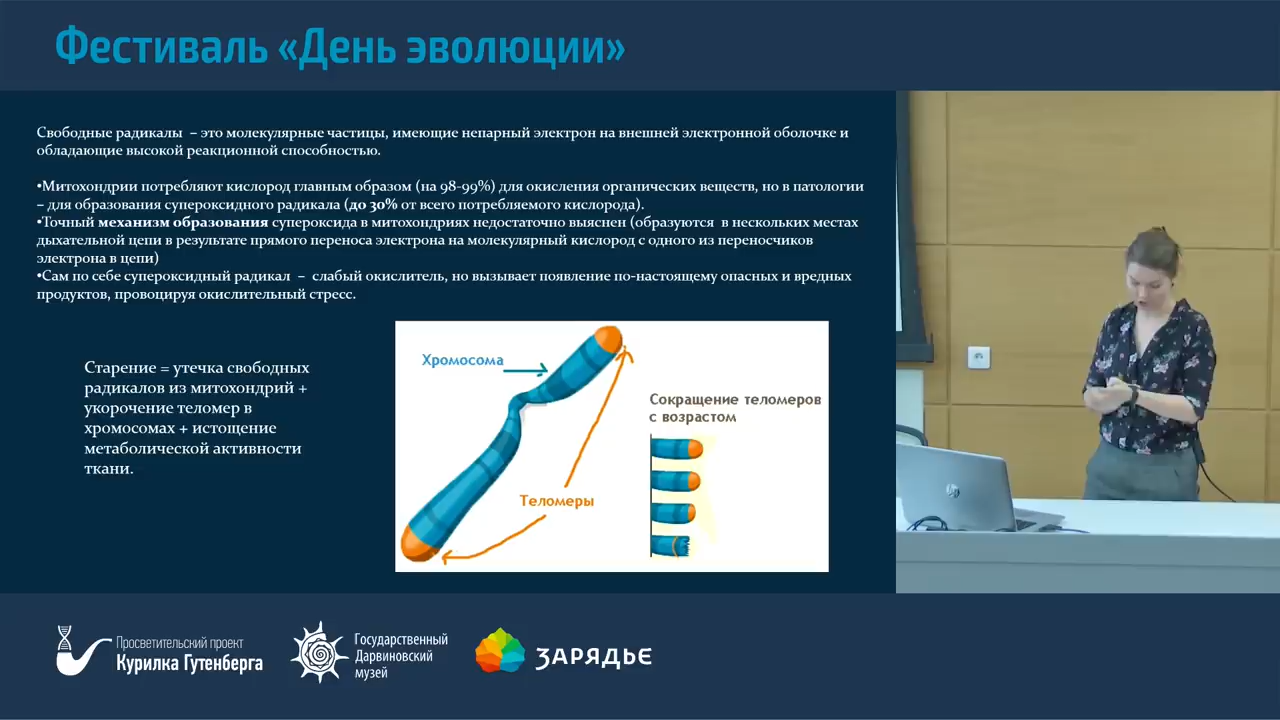 Фестиваль «День эволюции»
Свободные радикалы – это молекулярные частицы, имеющие непарный электрон на внешней электронной оболочке и
обладающие высокой реакционной способностью.
•Митохондрии потребляют кислород главным образом (на 98-99%) для окисления органических веществ, но в патологии
– для образования супероксидного радикала (до 30% от всего потребляемого кислорода).
•Точный механизм образования супероксида в митохондриях недостаточно выяснен (образуются в нескольких местах
дыхательной цепи в результате прямого переноса электрона на молекулярный кислород с одного из переносчиков
электрона в цепи)
•Сам по себе супероксидный радикал – слабый окислитель, но вызывает появление по-настоящему опасных и вредных
продуктов, провоцируя окислительный стресс.
Старение = утечка свободных
радикалов из митохондрий +
укорочение теломер в
хромосомах + истощение
метаболической активности
ткани.
Хромосома
Сокращение теломеров
с возрастом
Теломеры
hp
Просветительский проект
Курилка Гутенберга
Государственный
Дарвиновский
музей
ЗАРЯДЬЕ